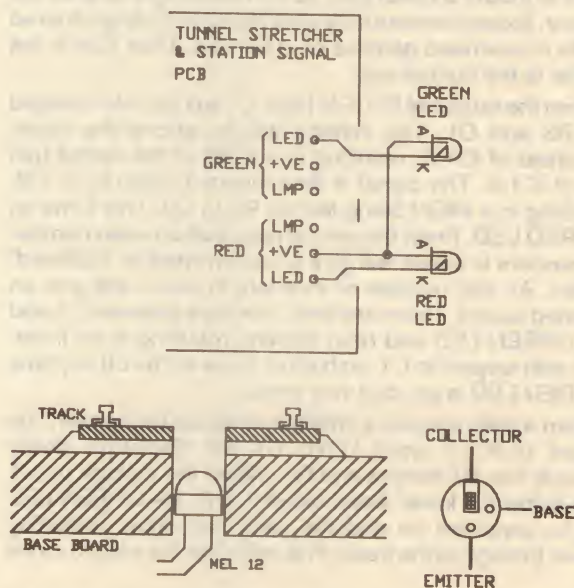 TUNNEL STRETCHER
& STATION SIGNAL
PCB
GREEN
LED
LED
A
GREEN
+VE
K
LMP
LMP
A
RED
+VE
K
LED
RED
LED
TRACK
COLLECTOR
BASE
BASE BOARD
MEL 12
EMITTER